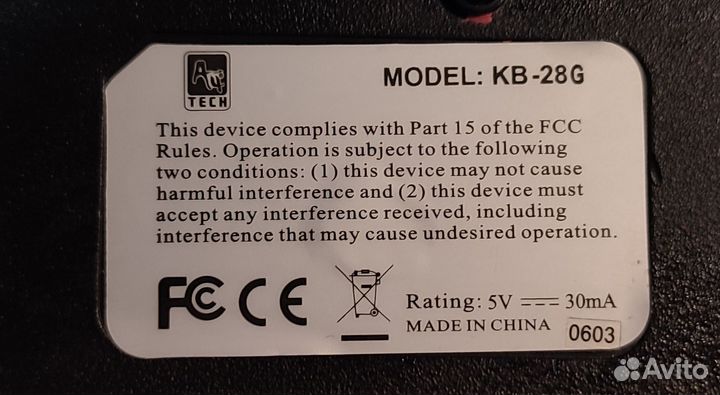 A4
TECH
MODEL: KB-28G
This device complies with Part 15 of the FCC
Rules. Operation is subject to the following
two conditions: (1) this device may not cause
harmful interference and (2) this device must
accept any interference received, including
interference that may cause undesired operation.
FC CE
Rating: 5V 30mA
MADE IN CHINA 0603
Avito